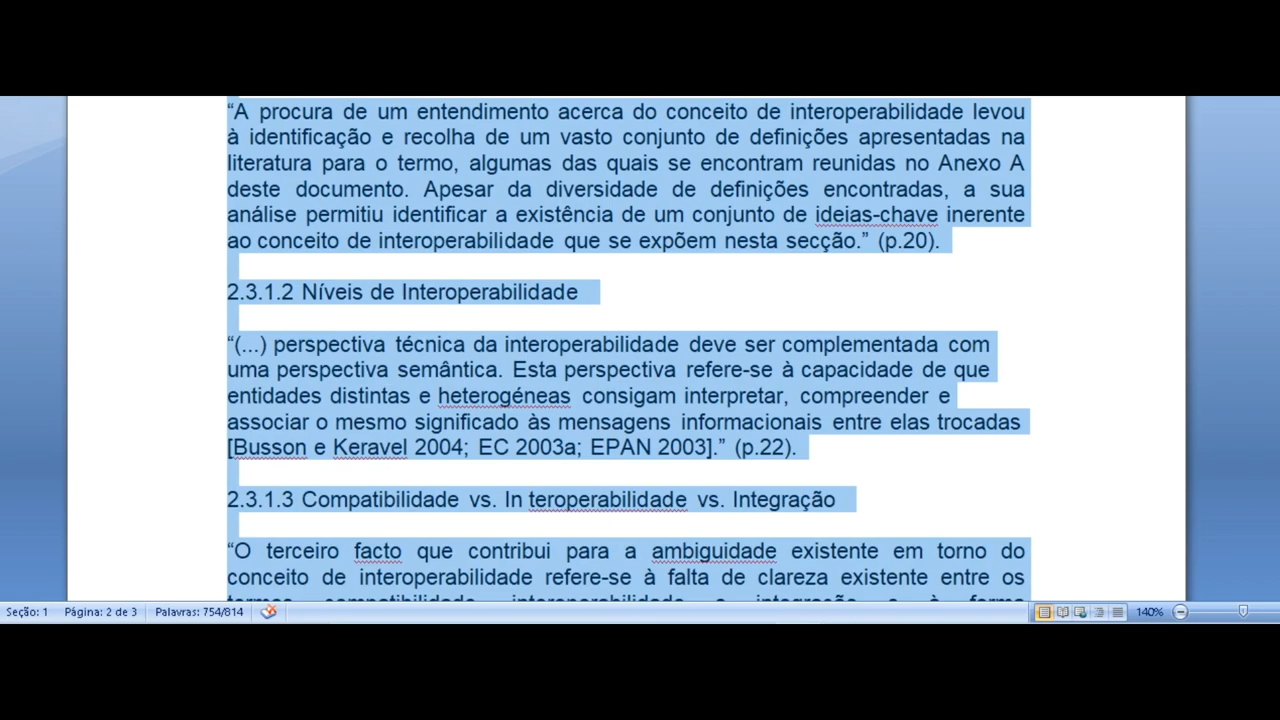 “A procura de um entendimento acerca do conceito de interoperabilidade levou
à identificação e recolha de um vasto conjunto de definições apresentadas na
literatura para o termo, algumas das quais se encontram reunidas no Anexo A
deste documento. Apesar da diversidade de definições encontradas, a sua
análise permitiu identificar a existência de um conjunto de ideias-chave inerente
ao conceito de interoperabilidade que se expõem nesta secção.” (p.20).
2.3.1.2 Níveis de Interoperabilidade
“(...) perspectiva técnica da interoperabilidade deve ser complementada com
uma perspectiva semântica. Esta perspectiva refere-se à capacidade de que
entidades distintas e heterogéneas consigam interpretar, compreender e
associar o mesmo significado às mensagens informacionais entre elas trocadas
[Busson e Keravel 2004; EC 2003a; EPAN 2003].” (p.22).
2.3.1.3 Compatibilidade vs. In teroperabilidade vs. Integração
“O terceiro facto que contribui para a ambiguidade existente em torno do
conceito de interoperabilidade refere-se à falta de clareza existente entre os
termos compatibilidade, interoperabilidade e integração e à forma
Seção: 1 Página: 2 de 3 Palavras: 754/814 140%